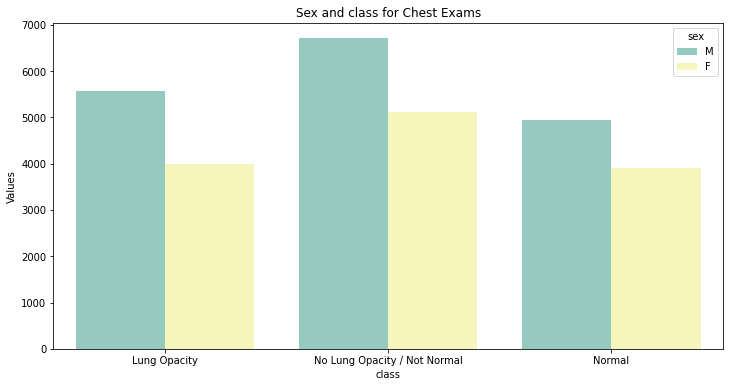 Sex and class for Chest Exams
sex
M
F
Values
7000
6000
5000
4000
3000
2000
1000
0
Lung Opacity
No Lung Opacity / Not Normal
Normal
class